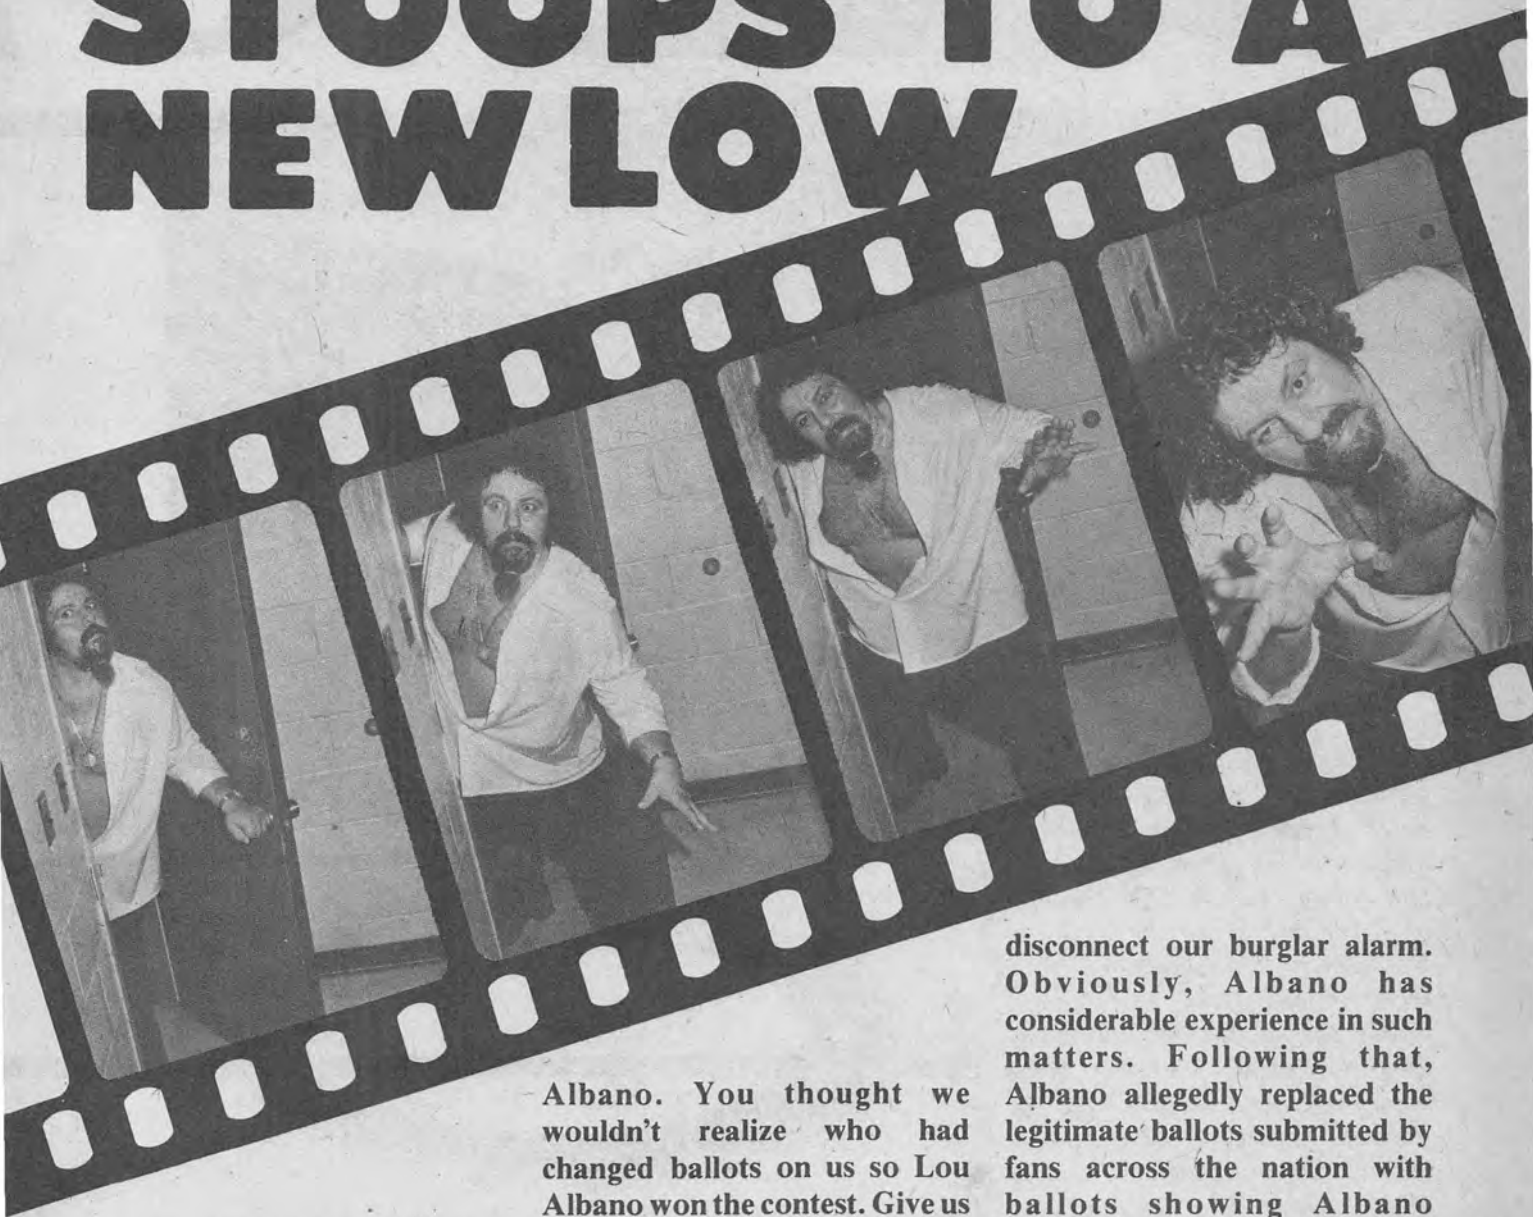 STOOPS TO A
NEW LOW
Albano. You thought we
wouldn't realize who had
changed ballots on us so Lou
Albano won the contest. Give us
disconnect our burglar alarm.
Obviously, Albano has
considerable experience in such
matters. Following that,
Albano allegedly replaced the
legitimate ballots submitted by
fans across the nation with
ballots showing Albano